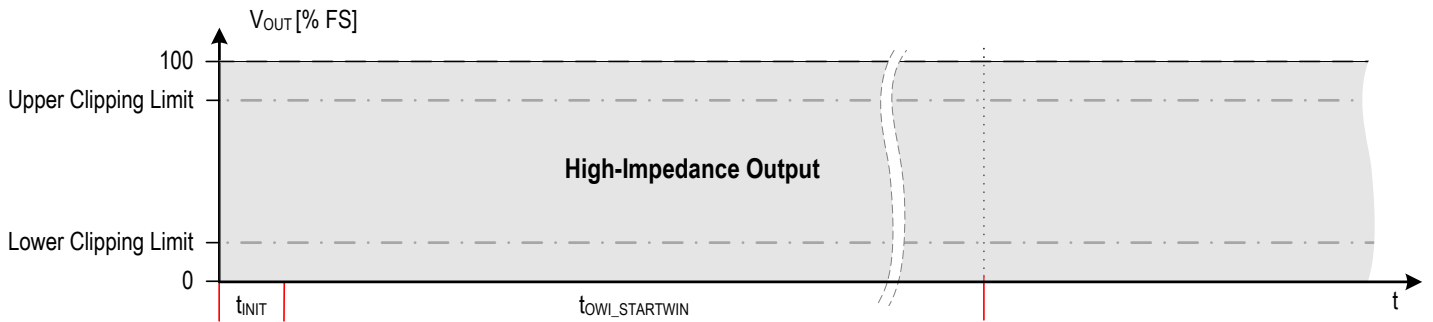 VOUT [% FS]
100
Upper Clipping Limit
High-Impedance Output
Lower Clipping Limit
0
tINIT
tOWI_STARTWIN
t